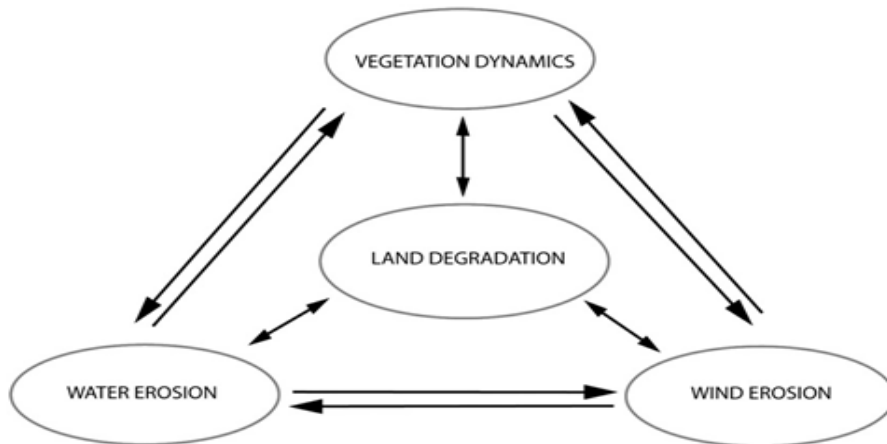 VEGETATION DYNAMICS
LAND DEGRADATION
WATER EROSION
WIND EROSION